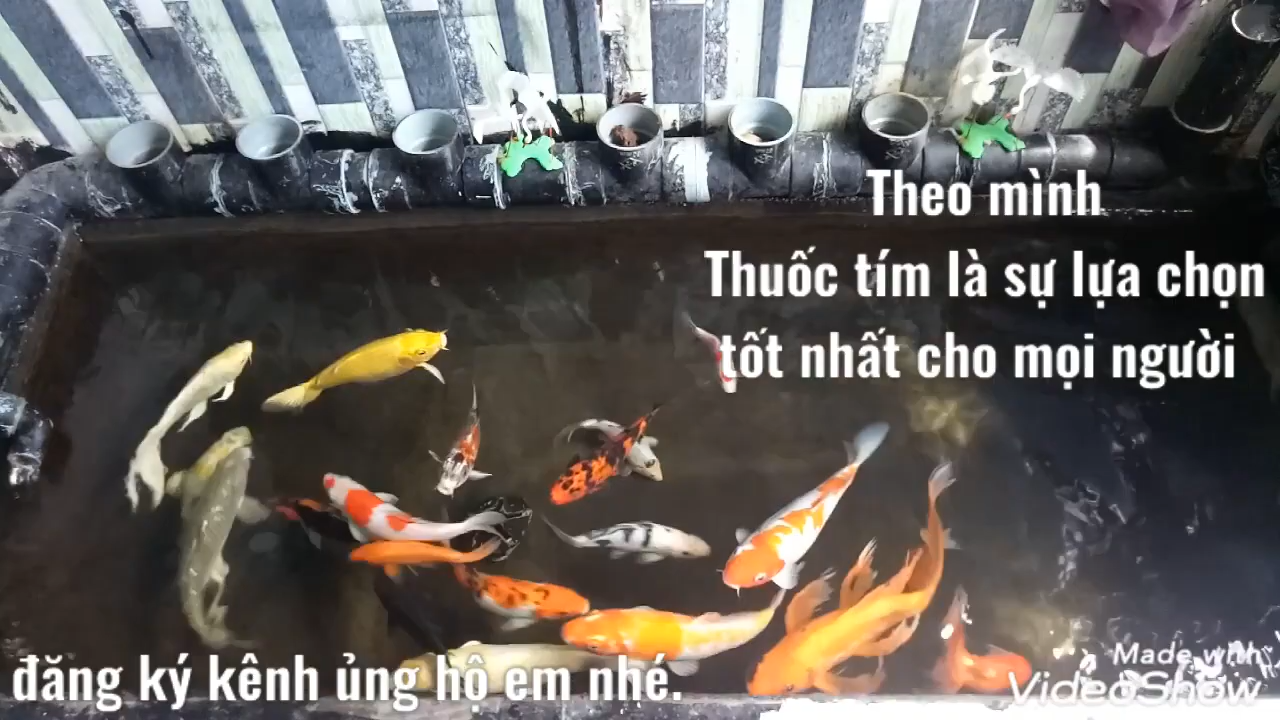 Theo mình
Thuốc tím là sự lựa chọn
tốt nhất cho mọi người
đăng ký kênh ủng hộ em nhé.
Made with
VideoShow